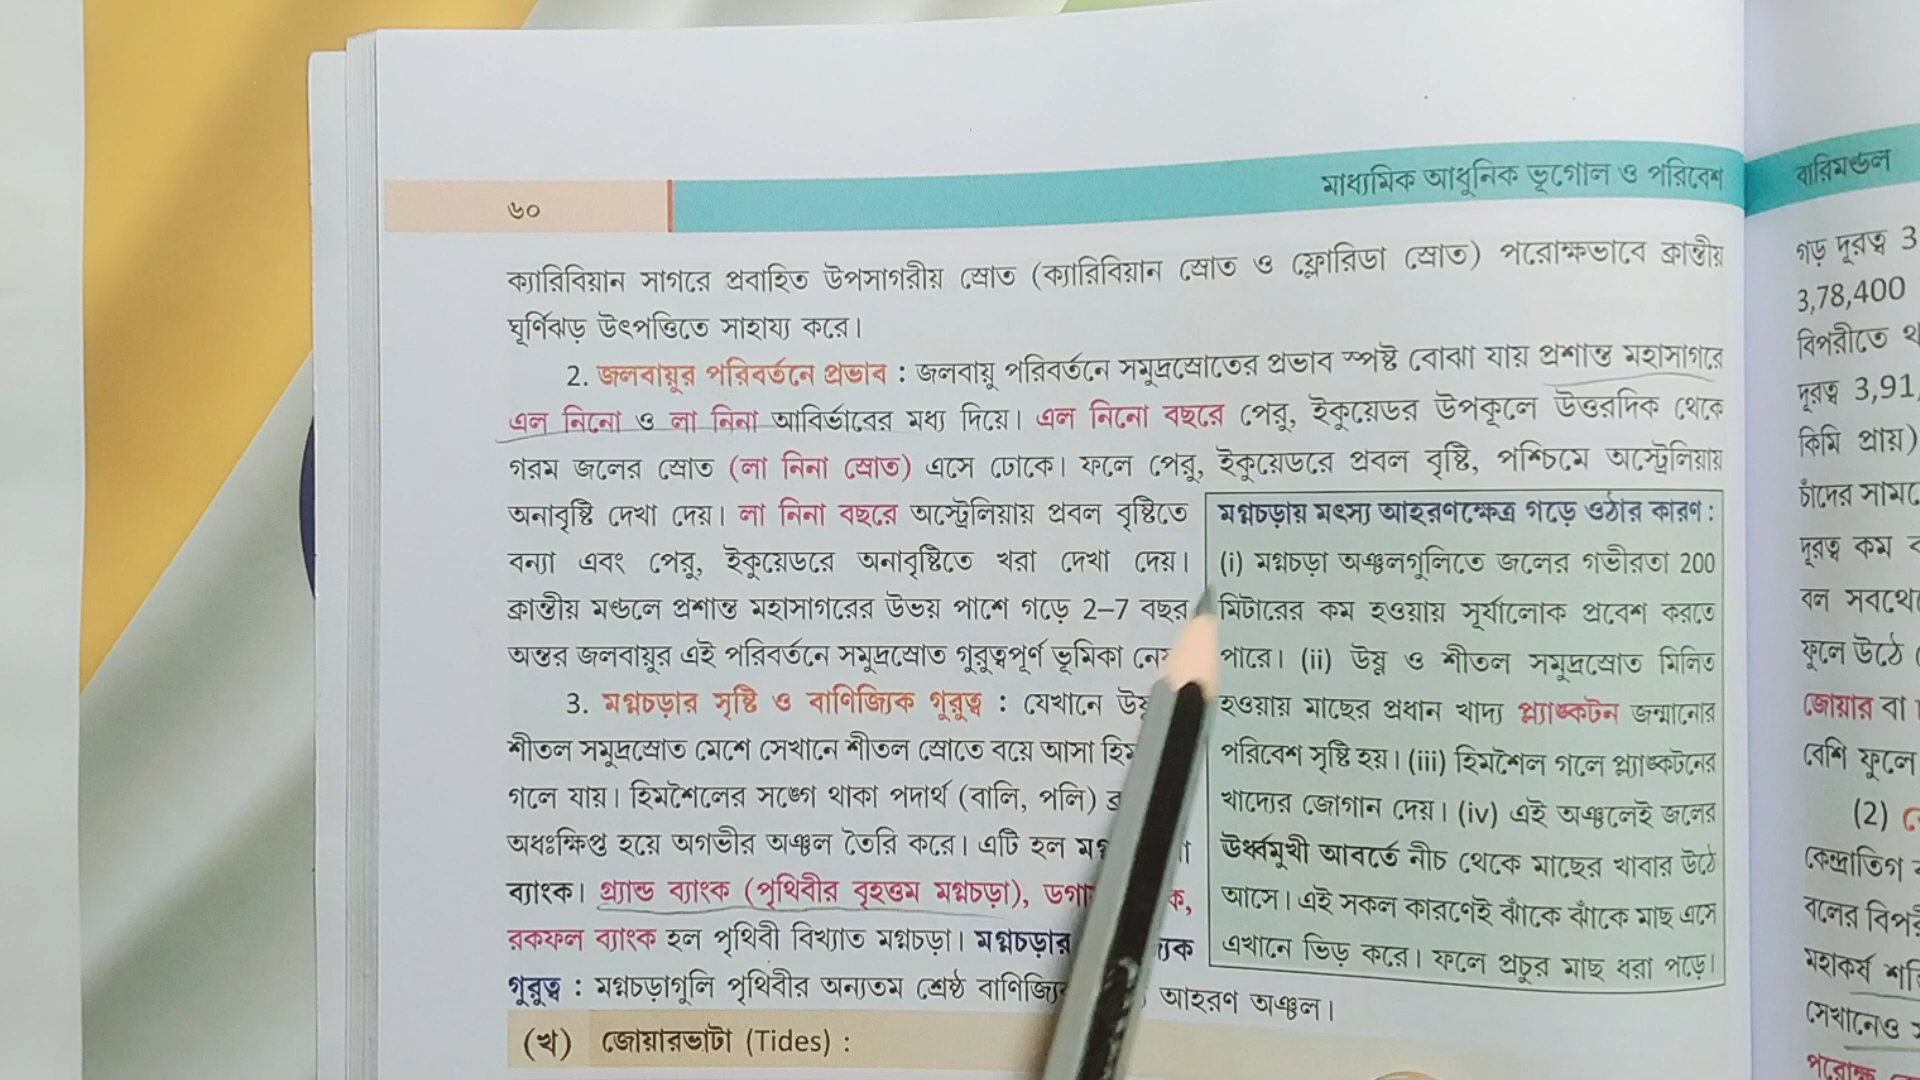 ৬০
মাধ্যমিক আধুনিক ভূগোল ও পরিবেশ
ক্যারিবিয়ান সাগরে প্রবাহিত উপসাগরীয় স্রোত (ক্যারিবিয়ান স্রোত ও ফ্লোরিডা স্রোত) পরোক্ষভাবে ক্রান্তীয়
ঘূর্ণিঝড় উৎপত্তিতে সাহায্য করে।
2. জলবায়ুর পরিবর্তনে প্রভাব : জলবায়ু পরিবর্তনে সমুদ্রস্রোতের প্রভাব স্পষ্ট বোঝা যায় প্রশান্ত মহাসাগরে
এল নিনো ও লা নিনা আবির্ভাবের মধ্য দিয়ে। এল নিনো বছরে পেরু, ইকুয়েডর উপকূলে উত্তরদিক থেকে
গরম জলের স্রোত (লা নিনা স্রোত) এসে ঢোকে। ফলে পেরু, ইকুয়েডরে প্রবল বৃষ্টি, পশ্চিমে অস্ট্রেলিয়ায়
অনাবৃষ্টি দেখা দেয়। লা নিনা বছরে অস্ট্রেলিয়ায় প্রবল বৃষ্টিতে
বন্যা এবং পেরু, ইকুয়েডরে অনাবৃষ্টিতে খরা দেখা দেয়।
ক্রান্তীয় মণ্ডলে প্রশান্ত মহাসাগরের উভয় পাশে গড়ে 2–7 বছর
অন্তর জলবায়ুর এই পরিবর্তনে সমুদ্রস্রোত গুরুত্বপূর্ণ ভূমিকা নেয়
3. মগ্নচড়ার সৃষ্টি ও বাণিজ্যিক গুরুত্ব : যেখানে
শীতল সমুদ্রস্রোত মেশে সেখানে শীতল স্রোতে বয়ে আসা
গলে যায়। হিমশৈলের সঙ্গে থাকা পদার্থ (বালি, পলি)
অধঃক্ষিপ্ত হয়ে অগভীর অঞ্চল তৈরি করে। এটি হল
ব্যাংক। গ্র্যান্ড ব্যাংক (পৃথিবীর বৃহত্তম মগ্নচড়া),
রকফল ব্যাংক হল পৃথিবী বিখ্যাত মগ্নচড়া। মগ্নচড়ার
গুরুত্ব : মগ্নচড়াগুলি পৃথিবীর অন্যতম শ্রেষ্ঠ আহরণ অঞ্চল।
মগ্নচড়ায় মৎস্য আহরণক্ষেত্র গড়ে ওঠার কারণ :
(i) মগ্নচড়া অঞ্চলগুলিতে জলের গভীরতা 200
মিটারের কম হওয়ায় সূর্যালোক প্রবেশ করতে
পারে। (ii) উষ্ণ ও শীতল সমুদ্রস্রোত মিলিত
হওয়ায় মাছের প্রধান খাদ্য প্ল্যাঙ্কটন জন্মানোর
পরিবেশ সৃষ্টি হয়। (iii) হিমশৈল গলে প্ল্যাঙ্কটনের
খাদ্যের জোগান দেয়। (iv) এই অঞ্চলেই জলের
ঊর্ধ্বমুখী আবর্তে নীচ থেকে মাছের খাবার উঠে
আসে। এই সকল কারণেই ঝাঁকে ঝাঁকে মাছ এসে
এখানে ভিড় করে। ফলে প্রচুর মাছ ধরা পড়ে।
(খ) জোয়ারভাটা (Tides) :
বারিমণ্ডল
গড় দূরত্ব
3,78,400
বিপরীতে
দূরত্ব 3,91,
কিমি প্রায়)
চাঁদের
দূরত্ব কম
বল
ফুলে উঠে
জোয়ার বা
বেশি ফুলে
(2)
কেন্দ্রাতিগ
বলের
মহাকর্ষ
সেখানেও